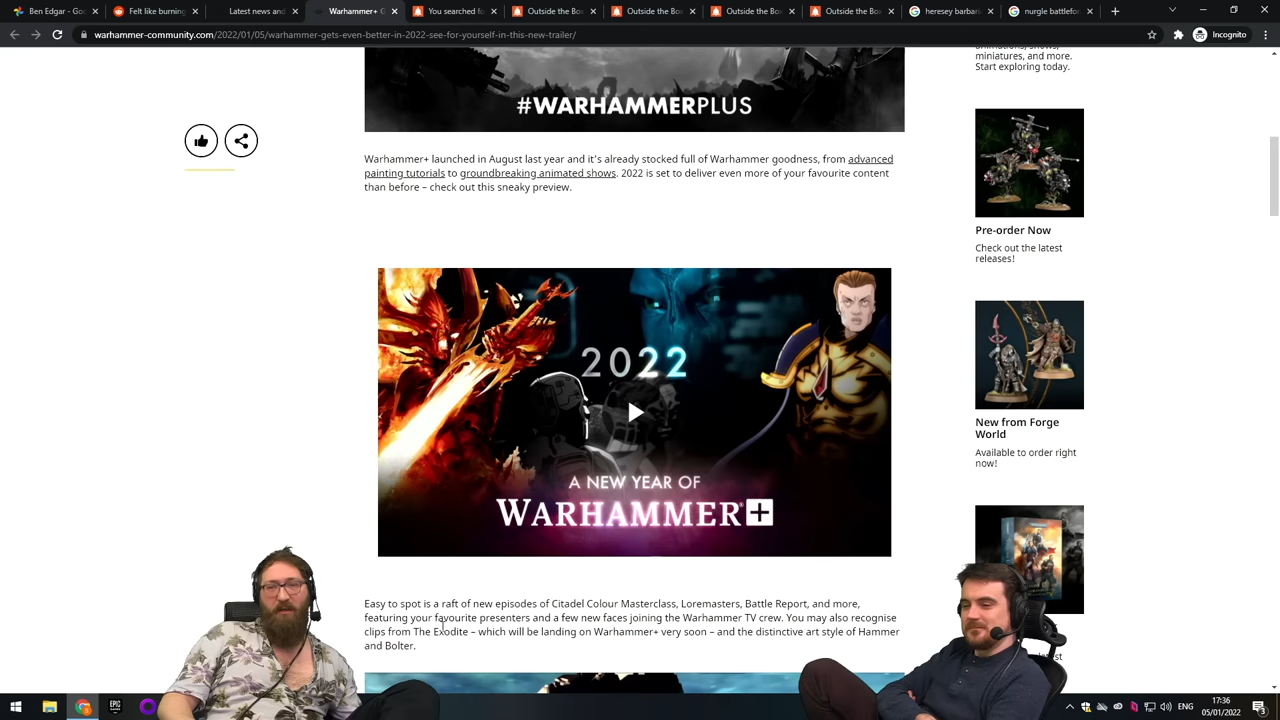 Ben Edgar - Goo
Felt like burning
Latest news and
Warhammer+ G
You searched fo
Outside the Bo
Outside the Bo
Outside the Bo
Outside the Bo
heresey barbar
nurgle battlefor
warhammer-community.com/2022/01/05/warhammer-gets-even-better-in-2022-see-for-yourself-in-this-new-trailer/
Incognito
#WARHAMMERPLUS
Warhammer+ launched in August last year and it's already stocked full of Warhammer goodness, from advanced
painting tutorials to groundbreaking animated shows. 2022 is set to deliver even more of your favourite content
than before – check out this sneaky preview.
2022
A NEW YEAR OF
WARHAMMER+
Easy to spot is a raft of new episodes of Citadel Colour Masterclass, Loremasters, Battle Report, and more,
featuring your favourite presenters and a few new faces joining the Warhammer TV crew. You may also recognise
clips from The Exodite – which will be landing on Warhammer+ very soon – and the distinctive art style of Hammer
and Bolter.
miniatures, and more.
Start exploring today.
Pre-order Now
Check out the latest
releases!
New from Forge
World
Available to order right
now!
EPIC
ENG
17:36
05/01/2022